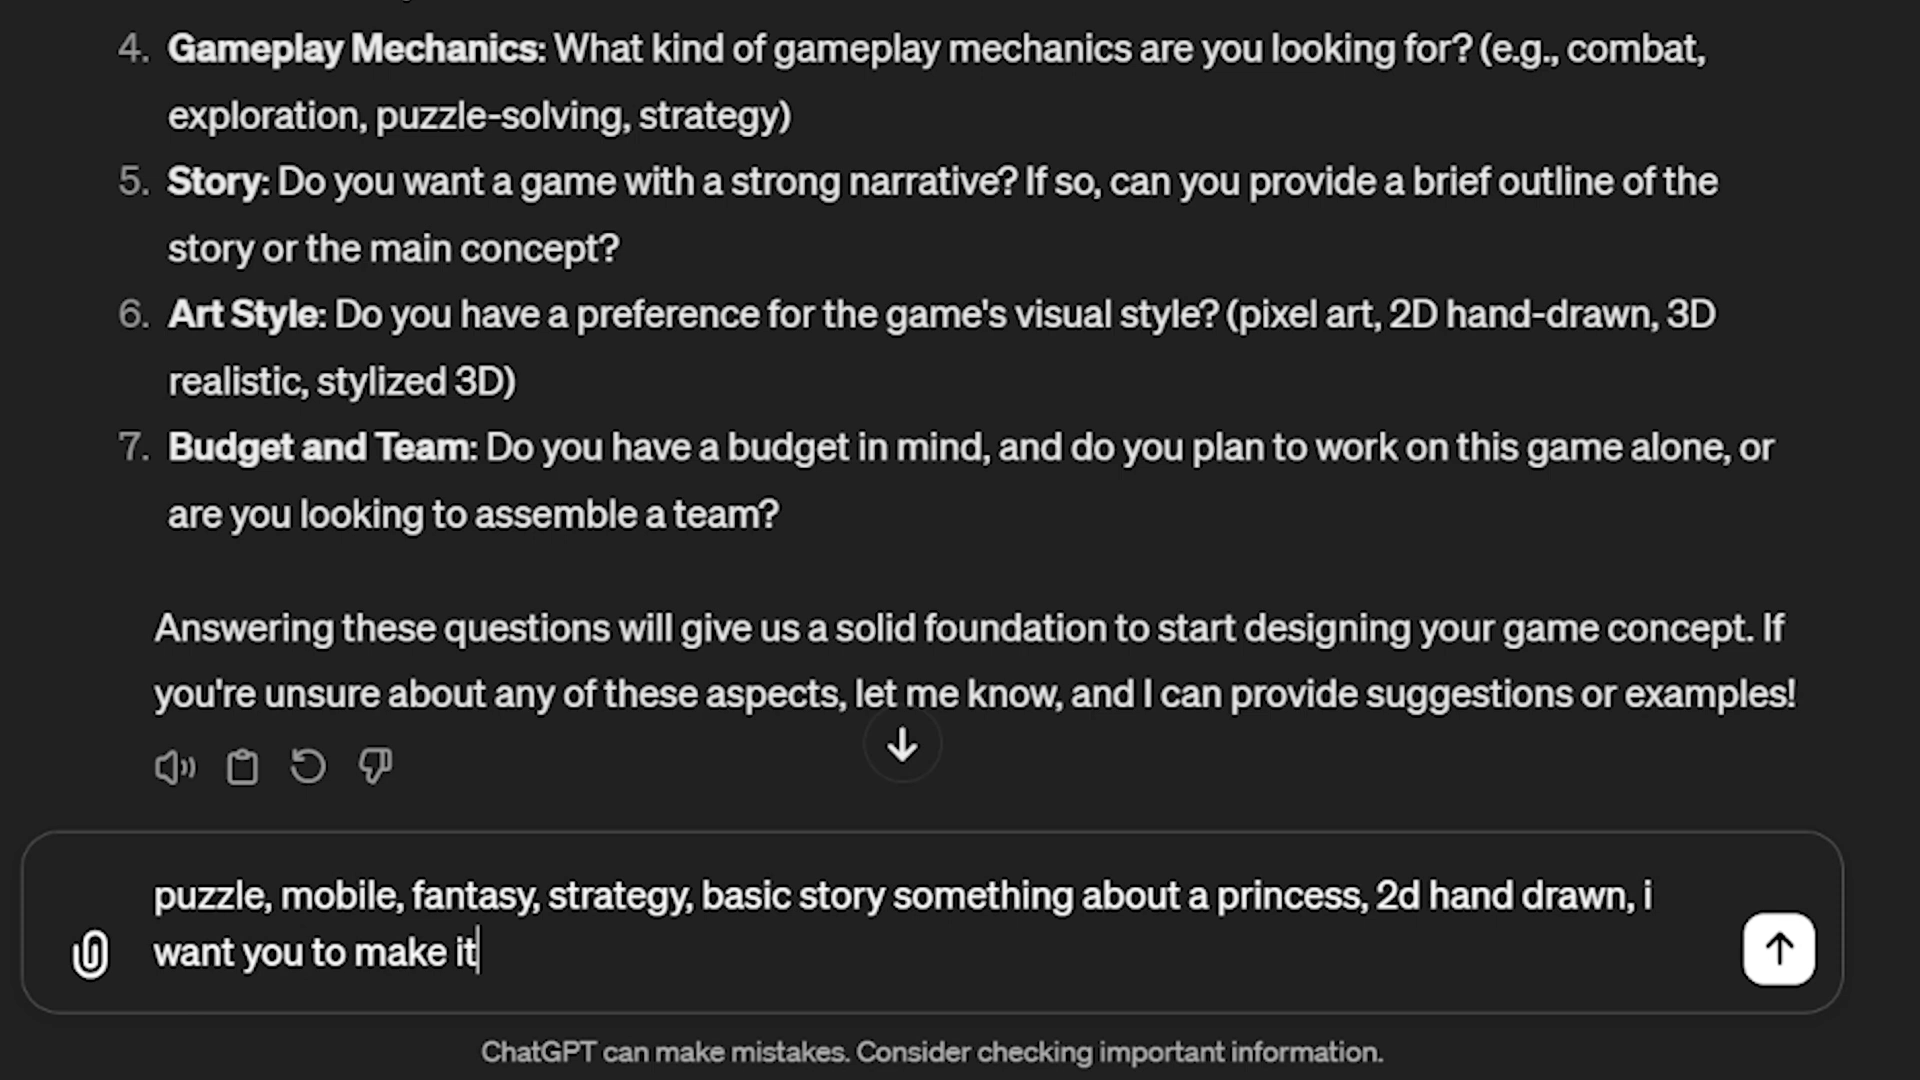 4. Gameplay Mechanics: What kind of gameplay mechanics are you looking for? (e.g., combat,
exploration, puzzle-solving, strategy)
5. Story: Do you want a game with a strong narrative? If so, can you provide a brief outline of the
story or the main concept?
6. Art Style: Do you have a preference for the game's visual style? (pixel art, 2D hand-drawn, 3D
realistic, stylized 3D)
7. Budget and Team: Do you have a budget in mind, and do you plan to work on this game alone, or
are you looking to assemble a team?
Answering these questions will give us a solid foundation to start designing your game concept. If
you're unsure about any of these aspects, let me know, and I can provide suggestions or examples!
puzzle, mobile, fantasy, strategy, basic story something about a princess, 2d hand drawn, i
want you to make it
ChatGPT can make mistakes. Consider checking important information.